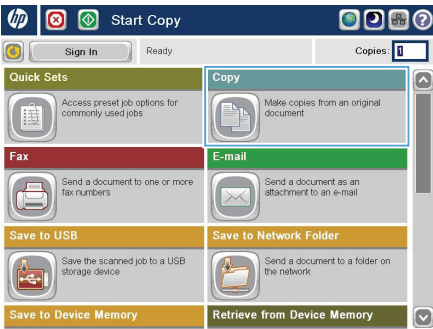 hp Start Copy ?
Sign In Ready Copies: 1
Quick Sets
Access preset job options for
commonly used jobs
Copy
Make copies from an original
document
Fax
Send a document to one or more
fax numbers
E-mail
Send a document as an
attachment to an e-mail
Save to USB
Save the scanned job to a USB
storage device
Save to Network Folder
Send a document to a folder on
the network
Save to Device Memory
Retrieve from Device Memory